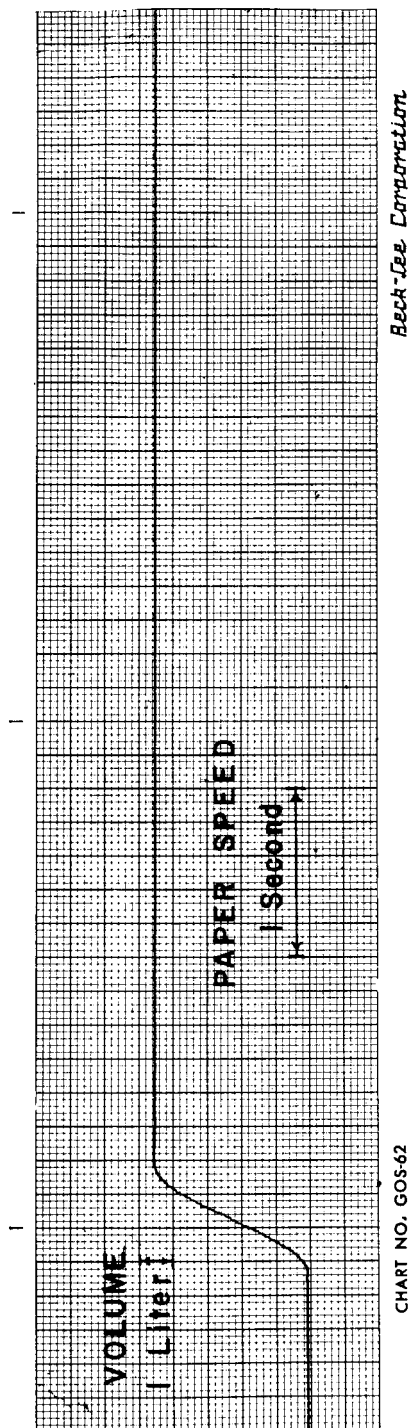 VOLUME
1 Liter
PAPER SPEED
1 Second
CHART NO. GOS-62
Beck-Lee Corporation